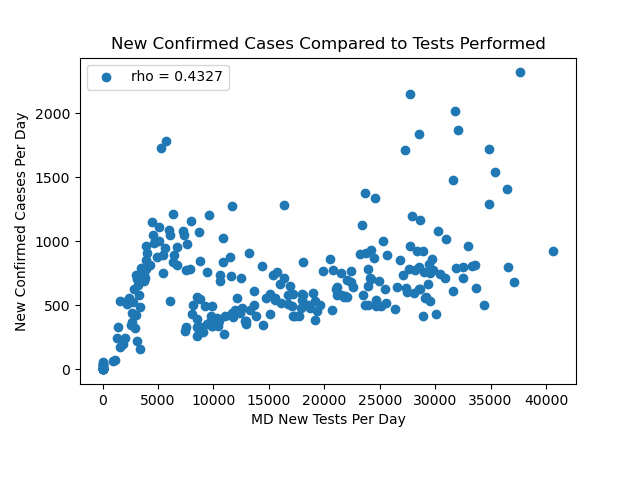 New Confirmed Cases Compared to Tests Performed
rho = 0.4327
New Confirmed Caeses Per Day
2000
1500
1000
500
0
0 5000 10000 15000 20000 25000 30000 35000 40000
MD New Tests Per Day